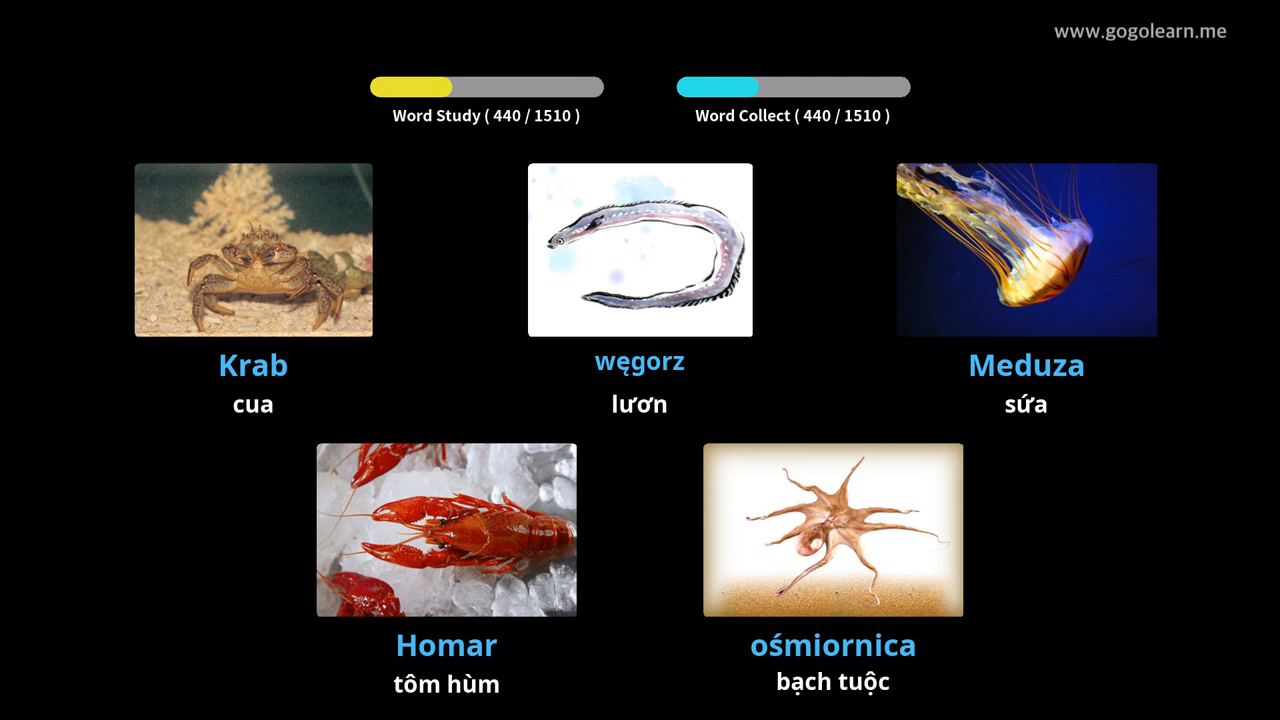 www.gogolearn.me
Word Study ( 440 / 1510 )
Word Collect ( 440 / 1510 )
Krab
cua
węgorz
lươn
Meduza
sứa
Homar
tôm hùm
ośmiornica
bạch tuộc